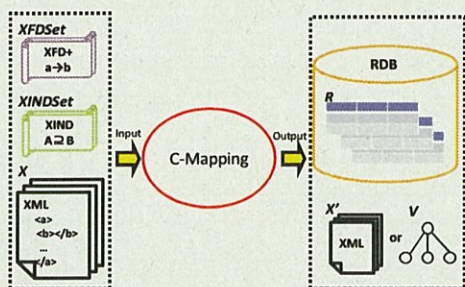 XFDSet
XFD+
a→b
XINDSet
XIND
A⊇B
X
XML
<a>
<b></b>
...
</a>
Input
C-Mapping
Output
RDB
R
X'
XML
or
V